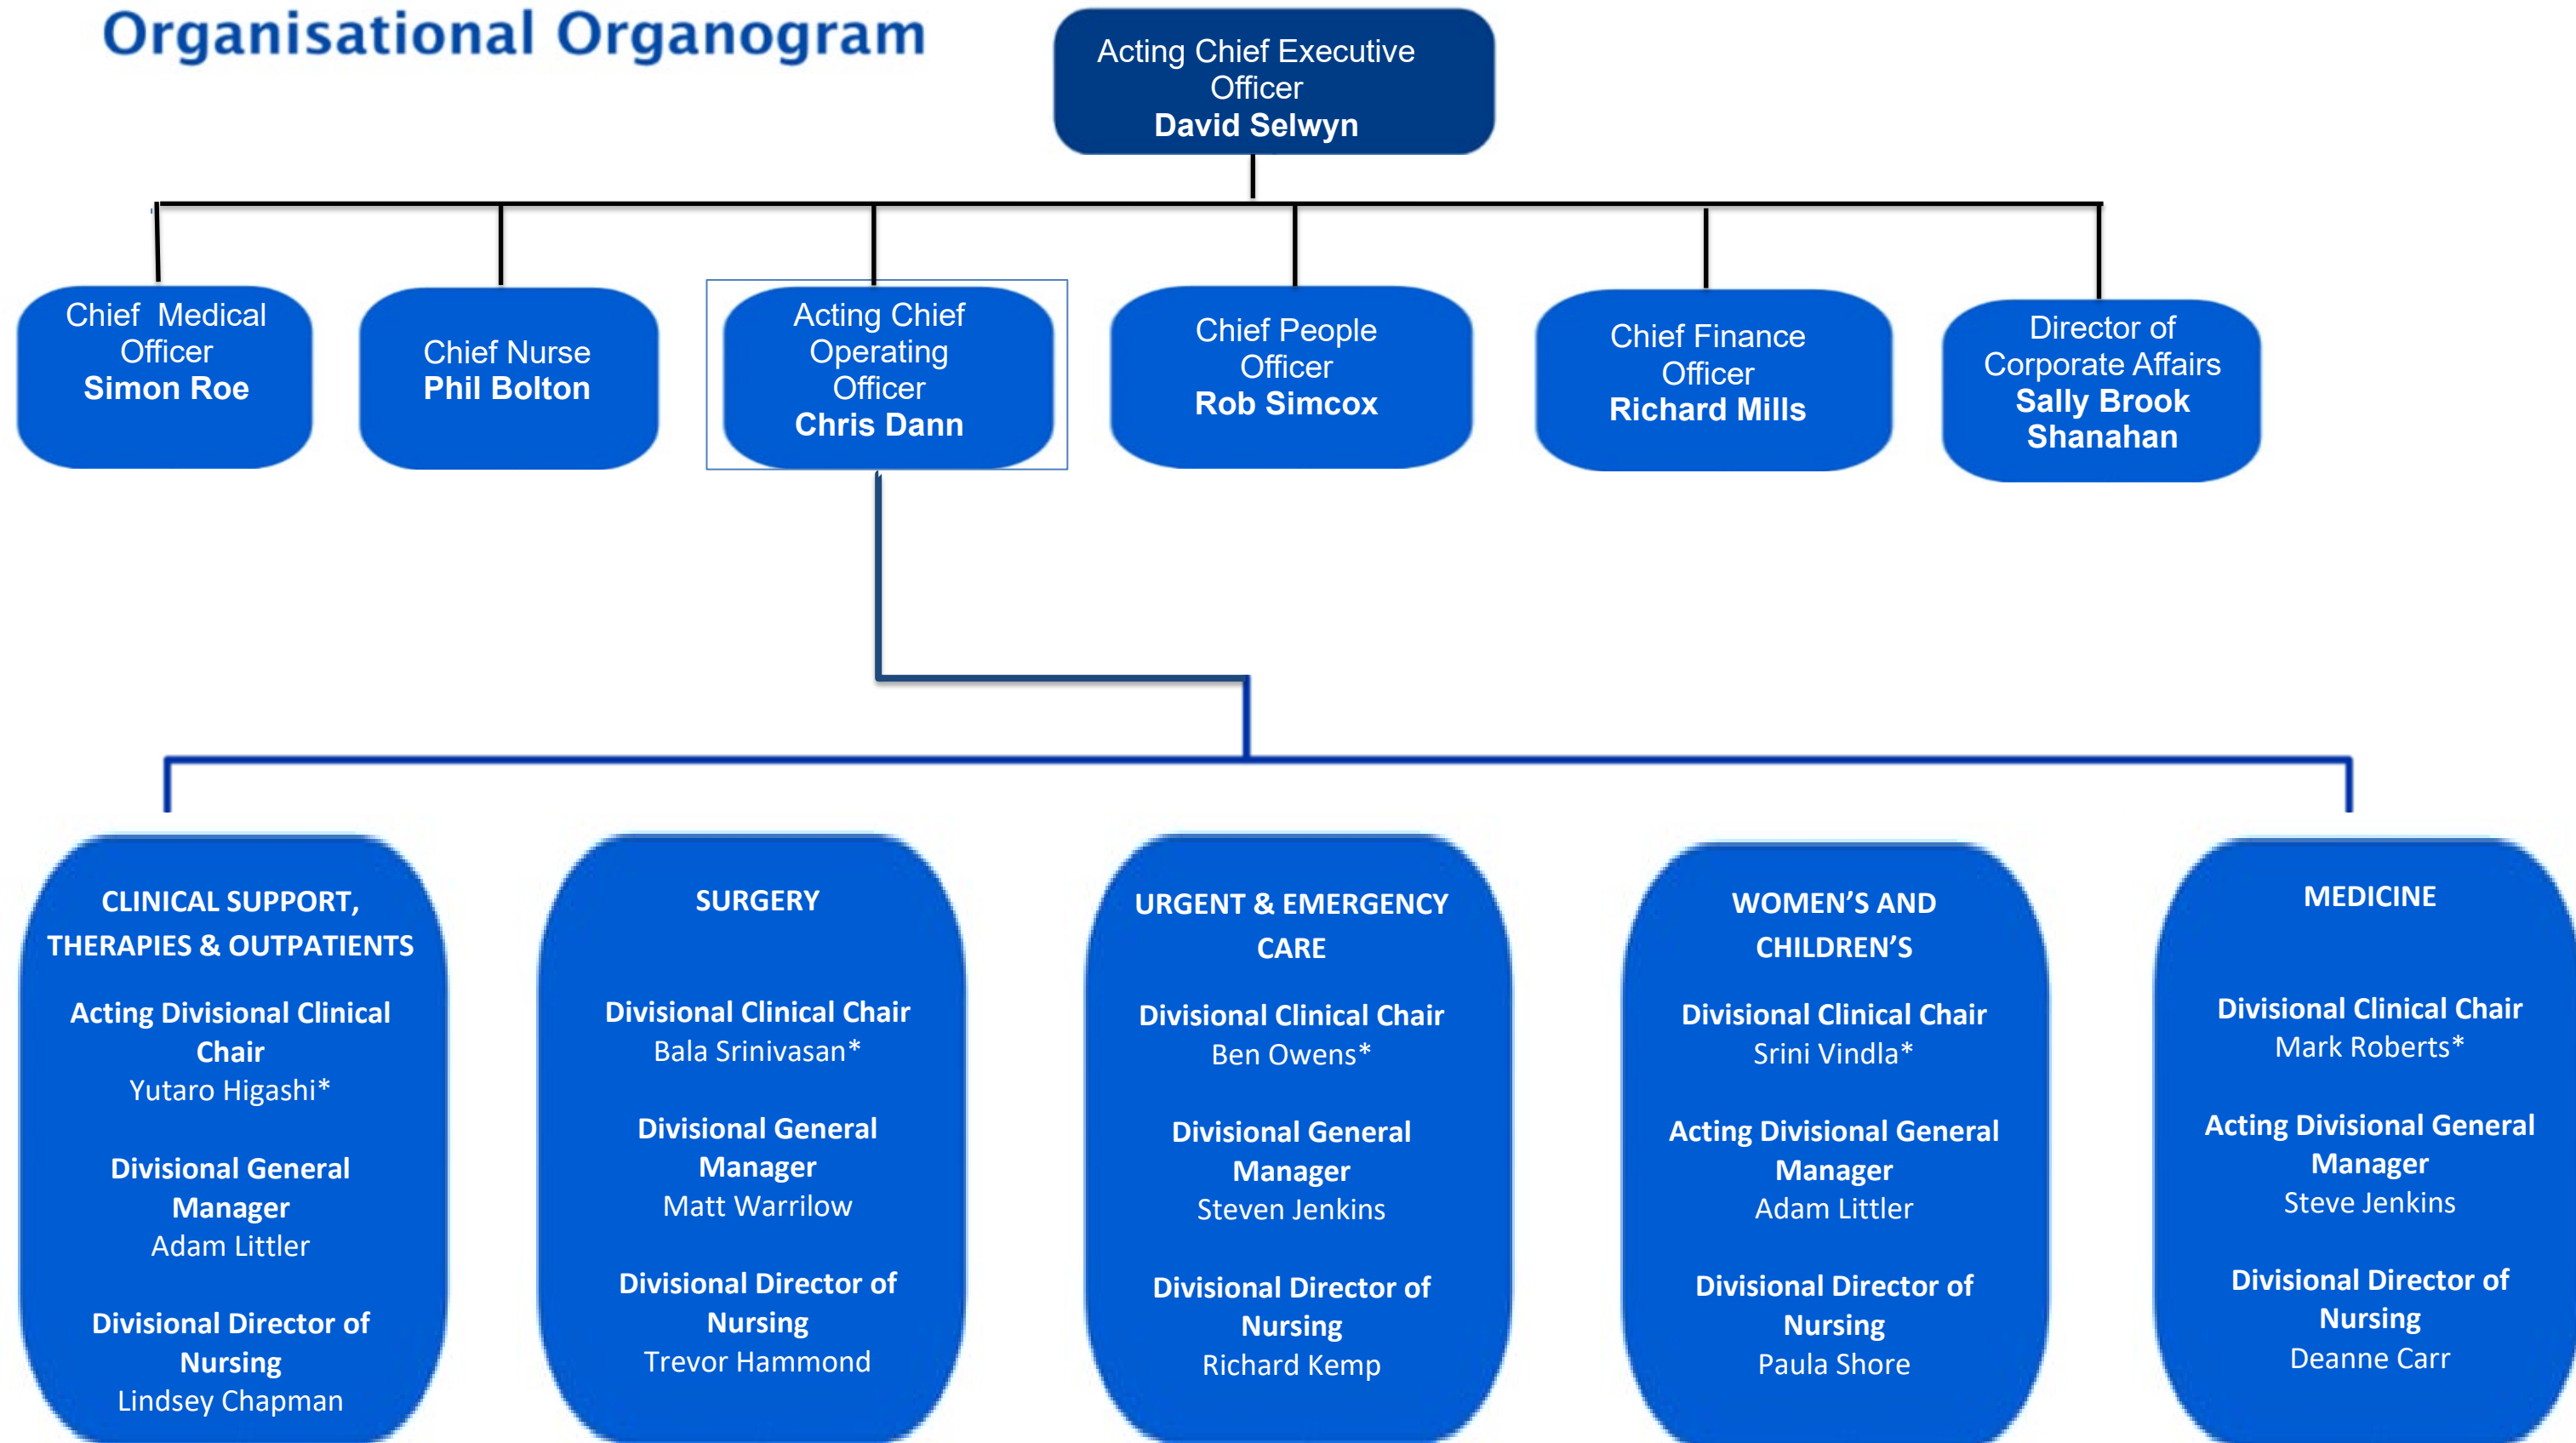 Organisational Organogram
Acting Chief Executive
Officer
David Selwyn
Chief Medical
Officer
Simon Roe
Chief Nurse
Phil Bolton
Acting Chief
Operating
Officer
Chris Dann
Chief People
Officer
Rob Simcox
Chief Finance
Officer
Richard Mills
Director of
Corporate Affairs
Sally Brook
Shanahan
CLINICAL SUPPORT,
THERAPIES & OUTPATIENTS
Acting Divisional Clinical
Chair
Yutaro Higashi*
Divisional General
Manager
Adam Littler
Divisional Director of
Nursing
Lindsey Chapman
SURGERY
Divisional Clinical Chair
Bala Srinivasan*
Divisional General
Manager
Matt Warrilow
Divisional Director of
Nursing
Trevor Hammond
URGENT & EMERGENCY
CARE
Divisional Clinical Chair
Ben Owens*
Divisional General
Manager
Steven Jenkins
Divisional Director of
Nursing
Richard Kemp
WOMEN’S AND
CHILDREN’S
Divisional Clinical Chair
Srini Vindla*
Acting Divisional General
Manager
Adam Littler
Divisional Director of
Nursing
Paula Shore
MEDICINE
Divisional Clinical Chair
Mark Roberts*
Acting Divisional General
Manager
Steve Jenkins
Divisional Director of
Nursing
Deanne Carr